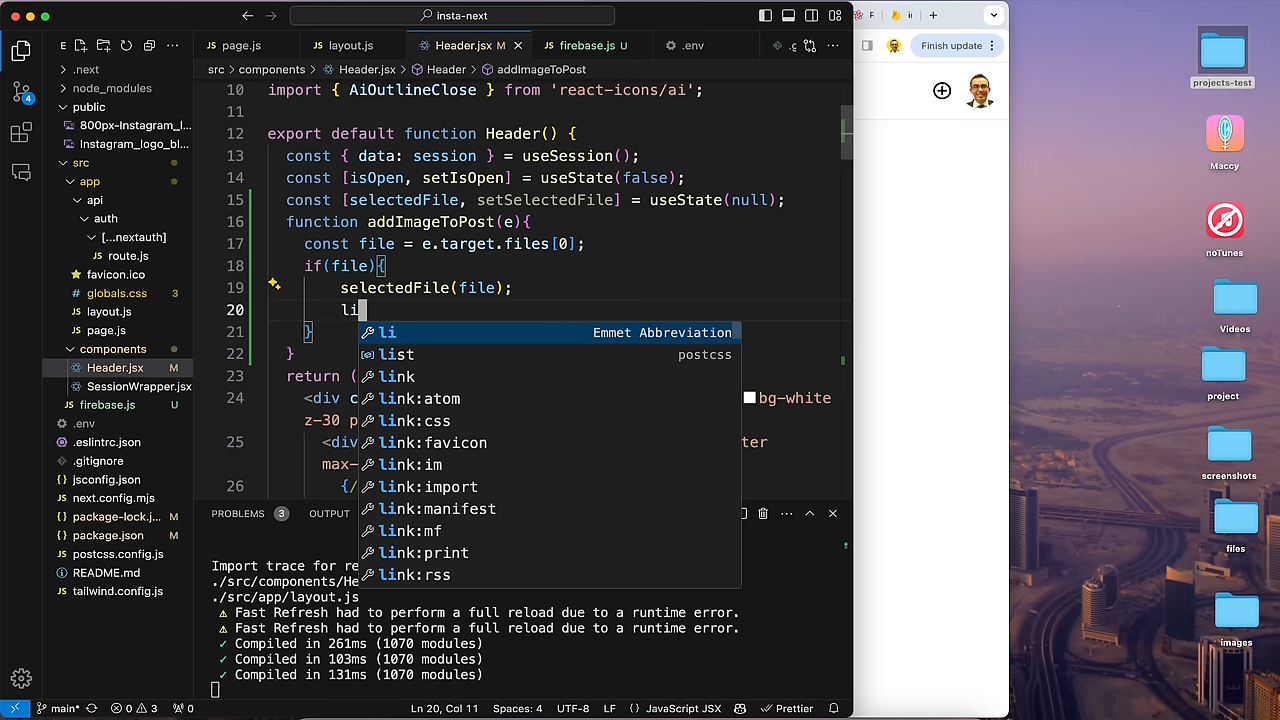 insta-next
Finish update
page.js
layout.js
Header.jsx M
firebase.js U
.env
src > components > Header.jsx > Header > addImageToPost
.next
node_modules
public
800px-Instagram_l...
Instagram_logo_bl...
src
app
api
auth
[...nextauth]
route.js
favicon.ico
globals.css 3
layout.js
page.js
components
Header.jsx M
SessionWrapper.jsx
firebase.js U
.env
.eslintrc.json
.gitignore
jsconfig.json
next.config.mjs
package-lock.j... M
package.json M
postcss.config.js
README.md
tailwind.config.js
4
10 import { AiOutlineClose } from 'react-icons/ai';
11
12 export default function Header() {
13 const { data: session } = useSession();
14 const [isOpen, setIsOpen] = useState(false);
15 const [selectedFile, setSelectedFile] = useState(null);
16 function addImageToPost(e){
17 const file = e.target.files[0];
18 if(file){
19 selectedFile(file);
20 li
21 }
22 }
23 return (
24 <div c bg-white
z-30 p
25 <div ter
max-
26 {/
li Emmet Abbreviation
list postcss
link
link:atom
link:css
link:favicon
link:im
link:import
link:manifest
link:mf
link:print
link:rss
PROBLEMS 3 OUTPUT
Import trace for re
./src/components/He
./src/app/layout.js
⚠ Fast Refresh had to perform a full reload due to a runtime error.
⚠ Fast Refresh had to perform a full reload due to a runtime error.
✓ Compiled in 261ms (1070 modules)
✓ Compiled in 103ms (1070 modules)
✓ Compiled in 131ms (1070 modules)
main* 0 3 0 Ln 20, Col 11 Spaces: 4 UTF-8 LF {} JavaScript JSX Prettier
projects-test
Maccy
noTunes
Videos
project
screenshots
files
images